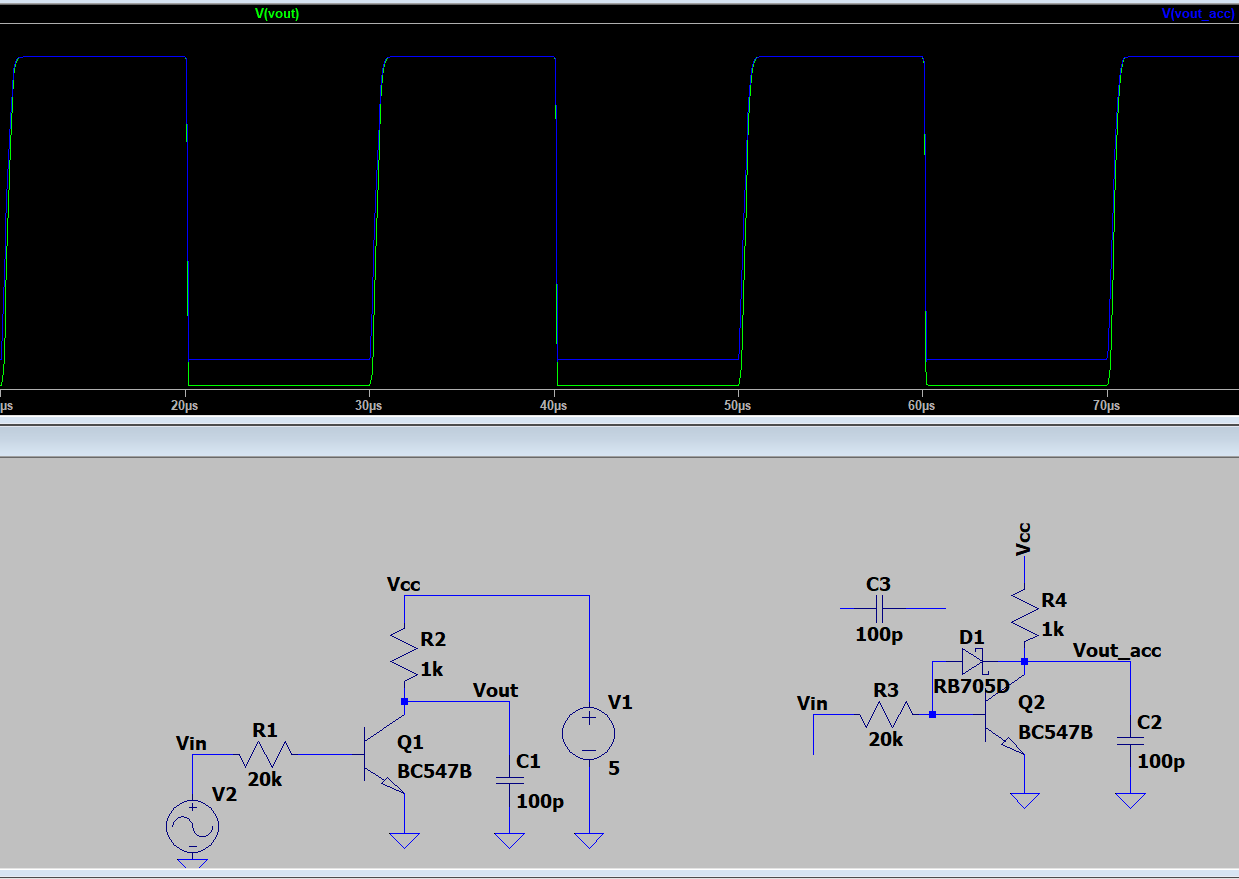 V(vout) V(vout_acc)
µs 20µs 30µs 40µs 50µs 60µs 70µs
Vcc
C3
100p
R4
1k
Vcc
R2
1k
D1
RB705D
Vout_acc
Vout
Vin
R3
20k
Q2
BC547B
C2
100p
V1
5
Vin
R1
20k
Q1
BC547B
C1
100p
V2